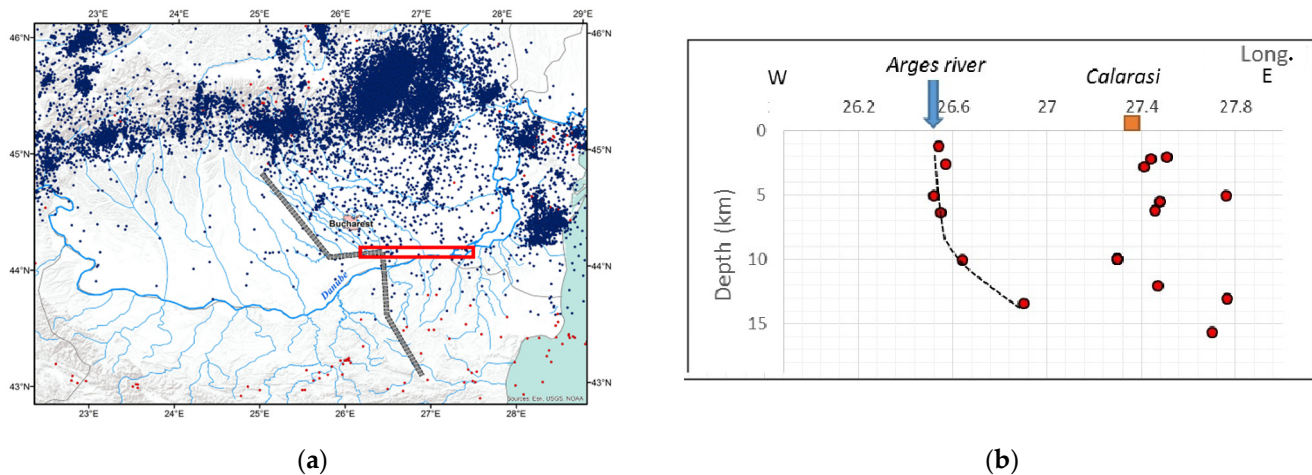 23°E 24°E 25°E 26°E 27°E 28°E 29°E
46°N 46°N
45°N 45°N
Bucharest
44°N 44°N
Danube
43°N 43°N
Sources: Esri, USGS, NOAA
23°E 24°E 25°E 26°E 27°E 28°E
(a)
Long.
W Arges river Calarasi E
26.2 26.6 27 27.4 27.8
0
5
10
15
Depth (km)
(b)